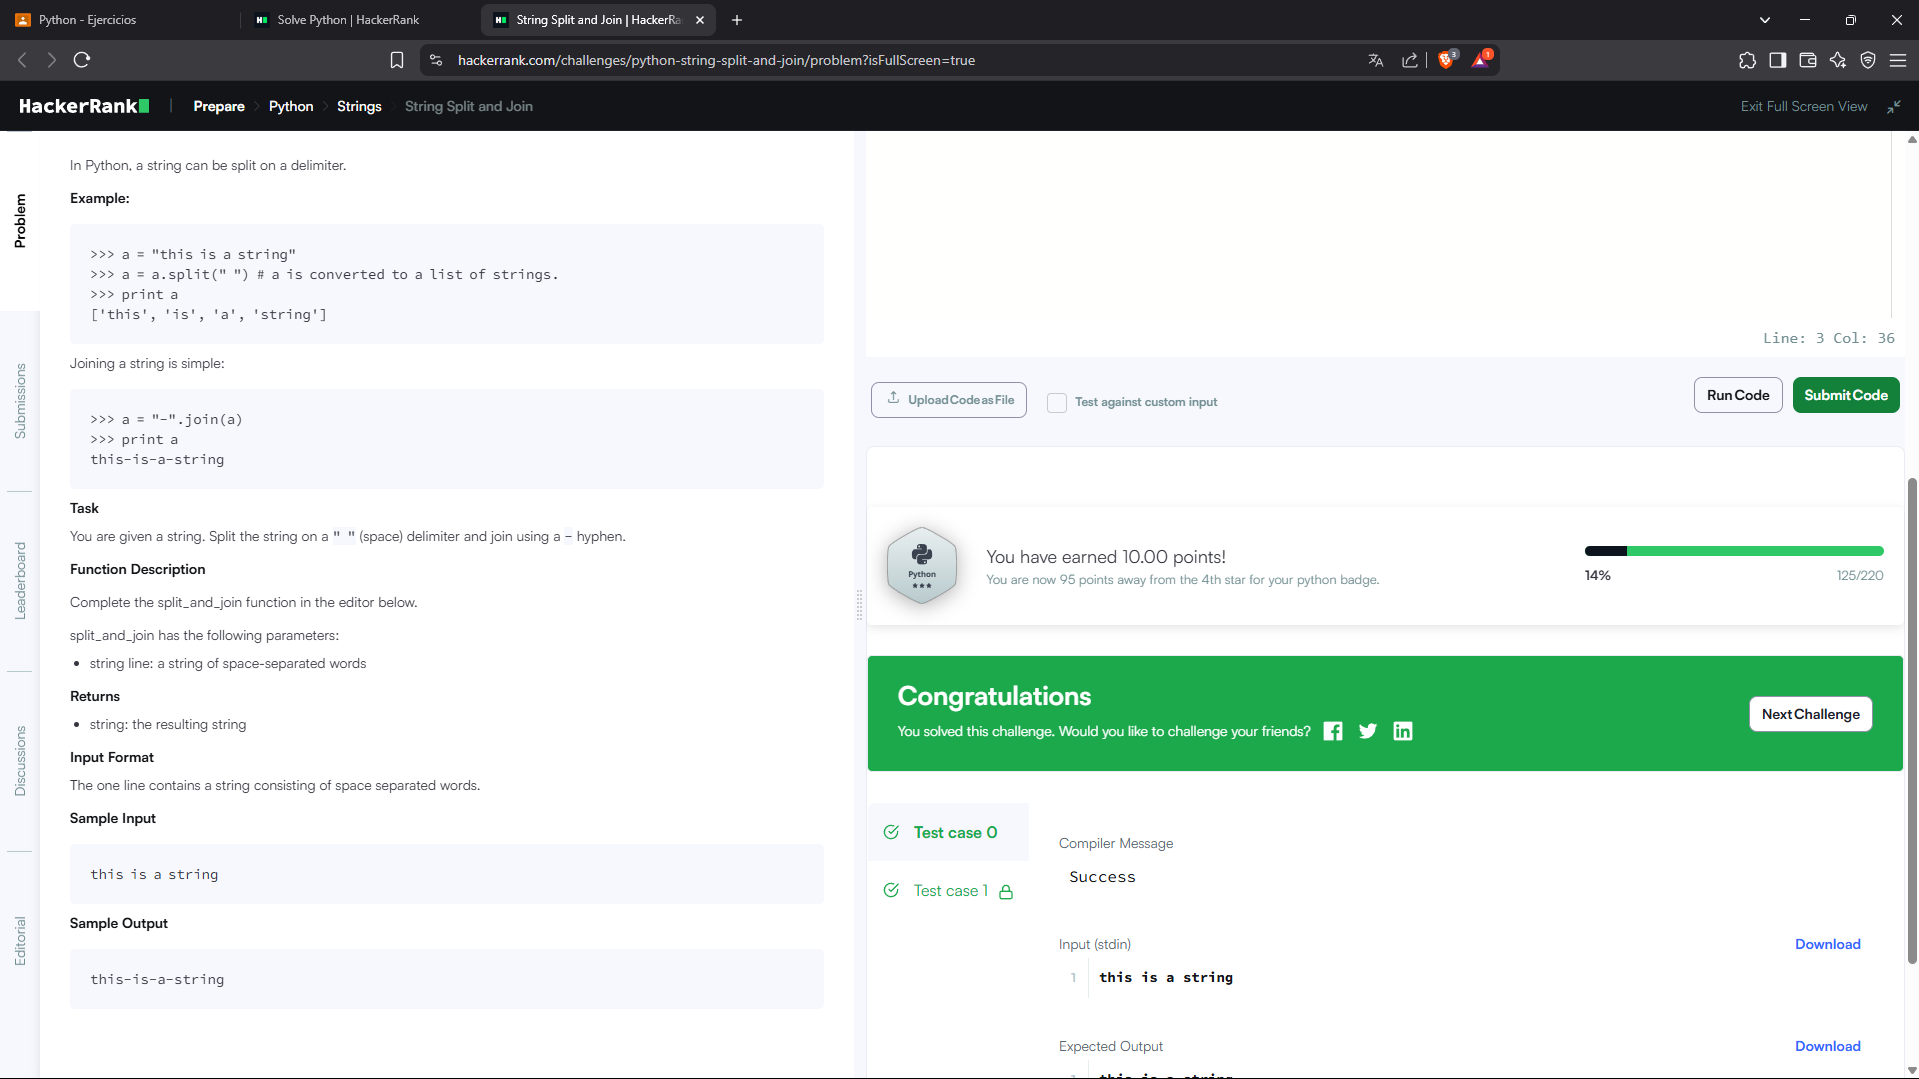 Python - Ejercicios
Solve Python | HackerRank
String Split and Join | HackerRa
hackerrank.com/challenges/python-string-split-and-join/problem?isFullScreen=true
3
1
HackerRank
Prepare
Python
Strings
String Split and Join
Exit Full Screen View
Problem
Submissions
Leaderboard
Discussions
Editorial
In Python, a string can be split on a delimiter.
Example:
>>> a = "this is a string"
>>> a = a.split(" ") # a is converted to a list of strings.
>>> print a
['this', 'is', 'a', 'string']
Joining a string is simple:
>>> a = "-".join(a)
>>> print a
this-is-a-string
Task
You are given a string. Split the string on a " " (space) delimiter and join using a - hyphen.
Function Description
Complete the split_and_join function in the editor below.
split_and_join has the following parameters:
• string line: a string of space-separated words
Returns
• string: the resulting string
Input Format
The one line contains a string consisting of space separated words.
Sample Input
this is a string
Sample Output
this-is-a-string
Line: 3 Col: 36
Upload Code as File
Test against custom input
Run Code
Submit Code
Python
You have earned 10.00 points!
You are now 95 points away from the 4th star for your python badge.
14%
125/220
Congratulations
You solved this challenge. Would you like to challenge your friends?
Next Challenge
Test case 0
Test case 1
Compiler Message
Success
Input (stdin)
Download
1
this is a string
Expected Output
Download